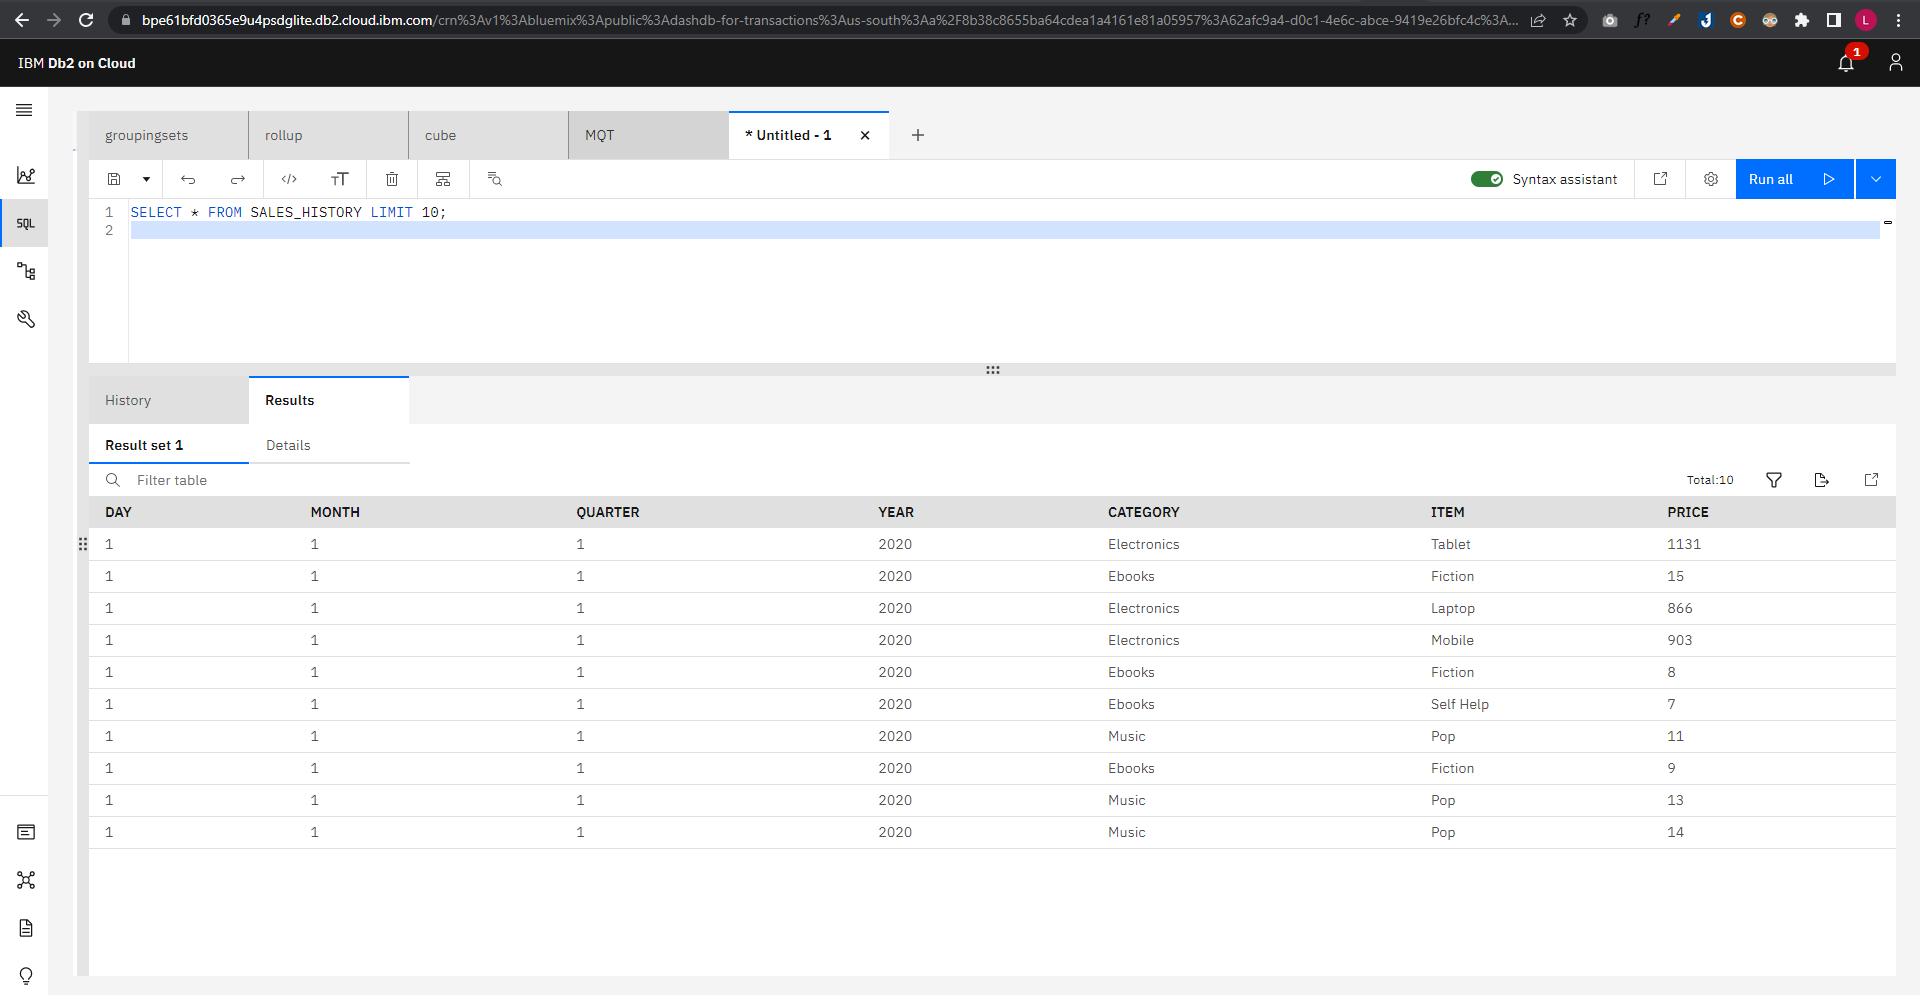 bpe61bfd0365e9u4psdglite.db2.cloud.ibm.com/crn%3Av1%3Abluemix%3Apublic%3Adashdb-for-transactions%3Aus-south%3Aa%2F8b38c8655ba64cdea1a4161e81a05957%3A62afc9a4-d0c1-4e6c-abce-9419e26bfc4c%3A...
f?
C
L
IBM Db2 on Cloud
1
groupingsets
rollup
cube
MQT
* Untitled - 1
Syntax assistant
Run all
SQL
1 SELECT * FROM SALES_HISTORY LIMIT 10;
2
History
Results
Result set 1
Details
Filter table
Total:10
DAY MONTH QUARTER YEAR CATEGORY ITEM PRICE
1 1 1 2020 Electronics Tablet 1131
1 1 1 2020 Ebooks Fiction 15
1 1 1 2020 Electronics Laptop 866
1 1 1 2020 Electronics Mobile 903
1 1 1 2020 Ebooks Fiction 8
1 1 1 2020 Ebooks Self Help 7
1 1 1 2020 Music Pop 11
1 1 1 2020 Ebooks Fiction 9
1 1 1 2020 Music Pop 13
1 1 1 2020 Music Pop 14